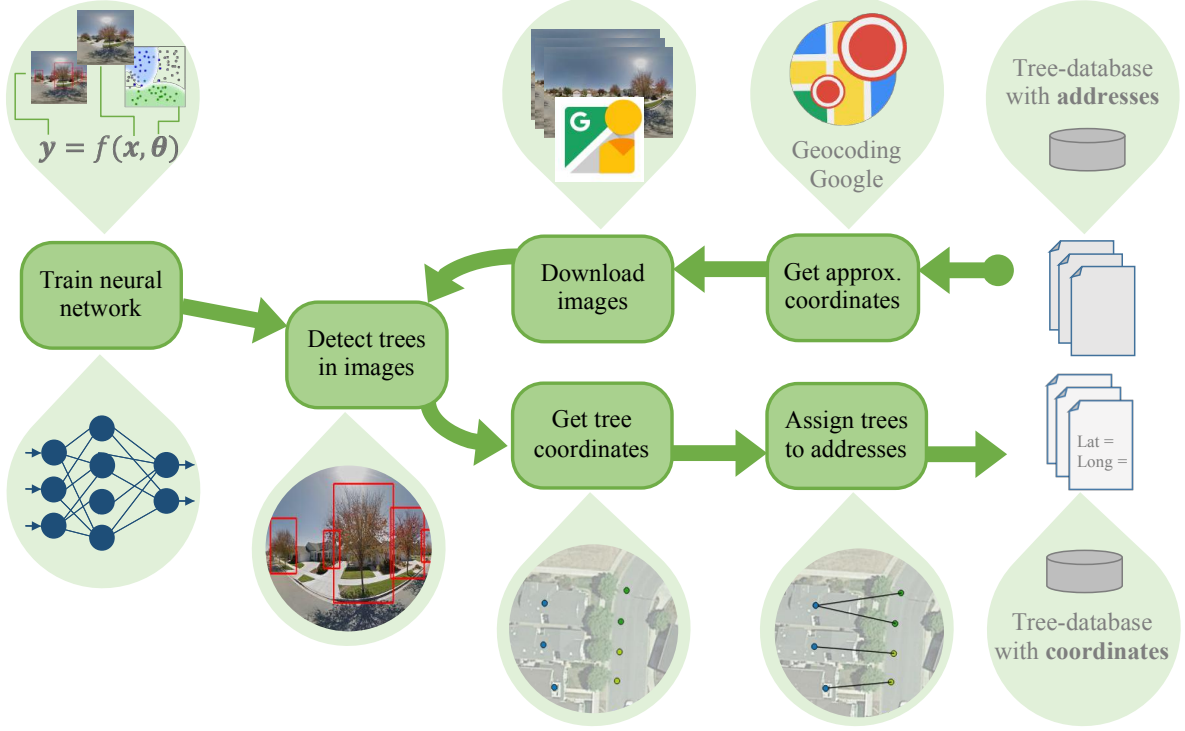 y = f(x, θ)
G
Geocoding
Google
Tree-database
with addresses
Train neural
network
Download
images
Get approx.
coordinates
Detect trees
in images
Get tree
coordinates
Assign trees
to addresses
Lat =
Long =
Tree-database
with coordinates